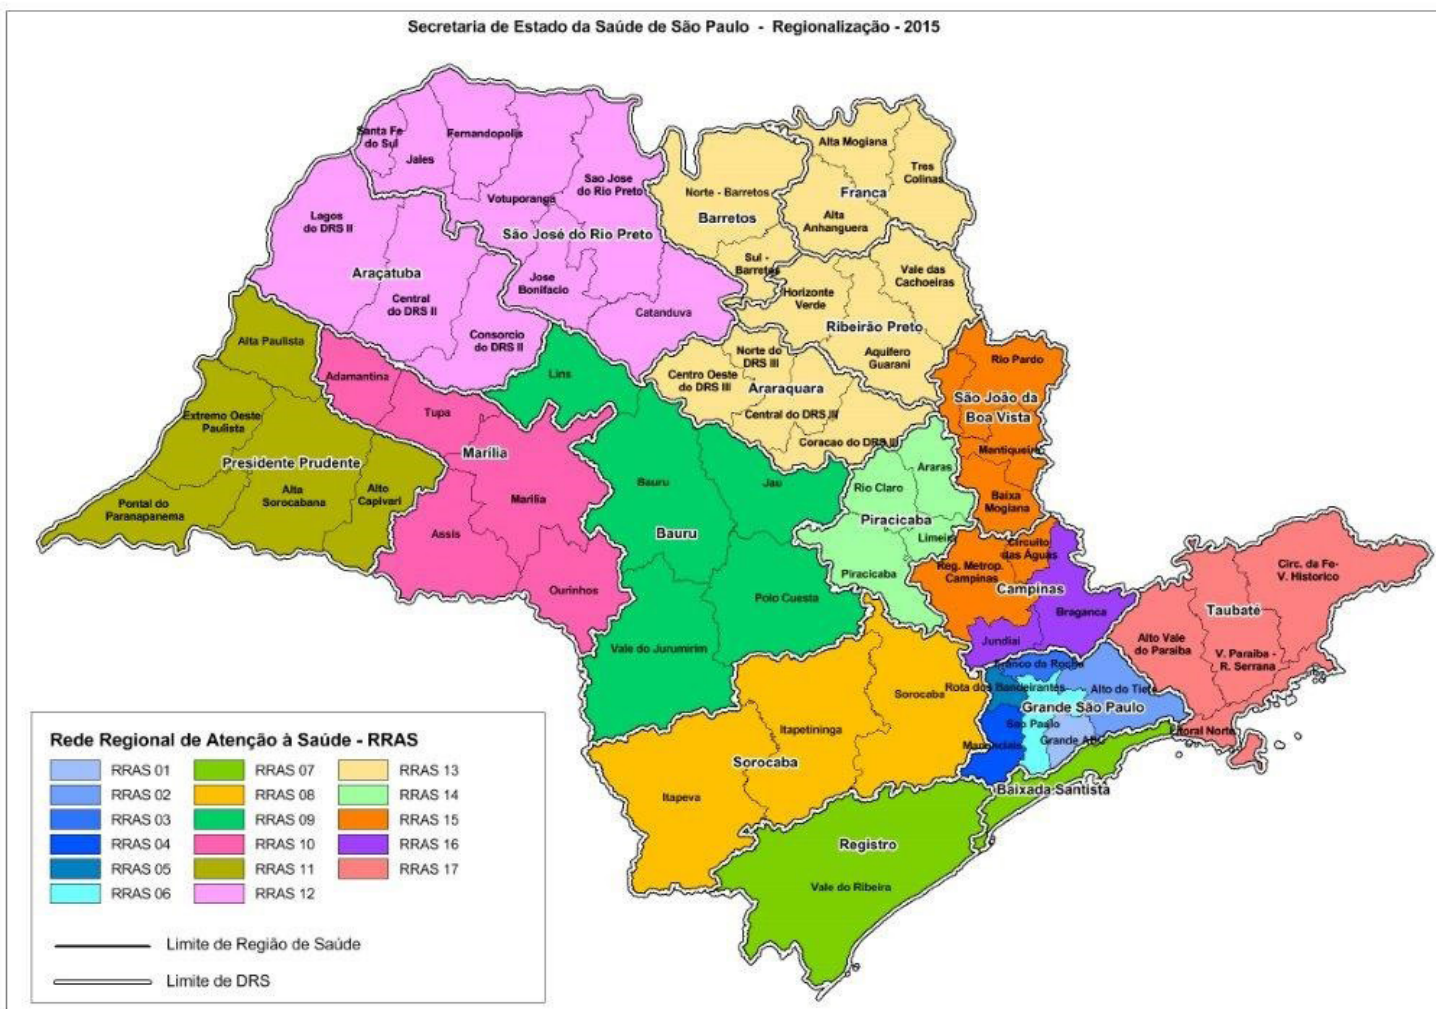 Secretaria de Estado da Saúde de São Paulo - Regionalização - 2015
Santa Fe
do Sul
Jales
Fernandopolis
Votuporanga
Sao Jose
do Rio Preto
São José do Rio Preto
Jose
Bonifacio
Catanduva
Lagos
do DRS II
Araçatuba
Central
do DRS II
Consorcio
do DRS II
Norte - Barretos
Barretos
Sul -
Barretos
Alta Mogiana
Tres
Colinas
Franca
Alta
Anhanguera
Vale das
Cachoeiras
Horizonte
Verde
Ribeirão Preto
Aquifero
Guarani
Norte do
DRS III
Centro Oeste
do DRS III
Araraquara
Central do DRS III
Coracao do DRS III
Rio Pardo
São João da
Boa Vista
Mantiqueira
Baixa
Mogiana
Alta Paulista
Extremo Oeste
Paulista
Presidente Prudente
Pontal do
Paranapanema
Alta
Sorocabana
Alto
Capivari
Adamantina
Tupa
Marília
Marilia
Assis
Ourinhos
Lins
Bauru
Jau
Bauru
Polo Cuesta
Vale do Jurumirim
Araras
Rio Claro
Piracicaba
Limeira
Piracicaba
Circuito
das Águas
Reg. Metrop.
Campinas
Campinas
Braganca
Jundiai
Circ. da Fe-
V. Historico
Taubaté
Alto Vale
do Paraiba
V. Paraiba -
R. Serrana
Litoral Norte
Franco da Rocha
Rota dos Bandeirantes
Alto do Tiete
Grande São Paulo
Sao Paulo
Grande ABC
Mananciais
Baixada Santista
Sorocaba
Itapetininga
Sorocaba
Itapeva
Registro
Vale do Ribeira
Rede Regional de Atenção à Saúde - RRAS
RRAS 01 RRAS 07 RRAS 13
RRAS 02 RRAS 08 RRAS 14
RRAS 03 RRAS 09 RRAS 15
RRAS 04 RRAS 10 RRAS 16
RRAS 05 RRAS 11 RRAS 17
RRAS 06 RRAS 12
Limite de Região de Saúde
Limite de DRS